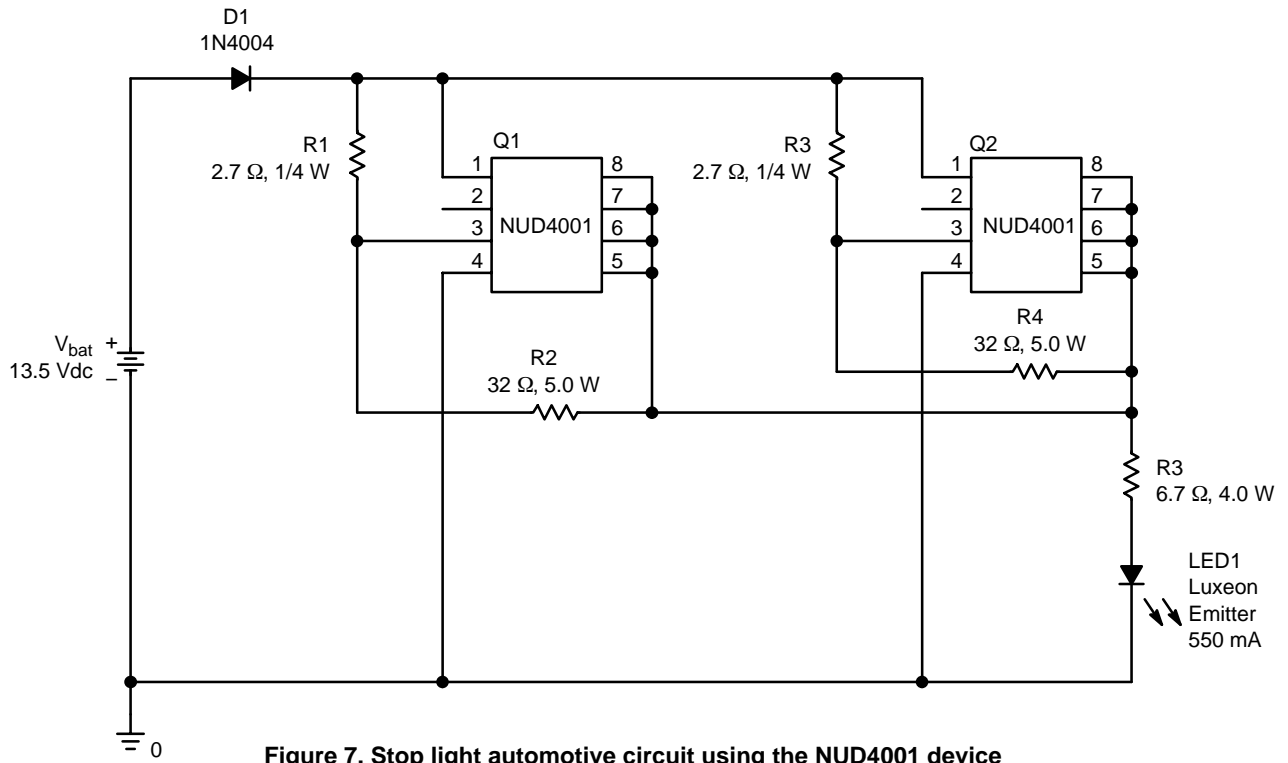 D1
1N4004
R1
2.7 Ω, 1/4 W
Q1
1
2
3
4
NUD4001
8
7
6
5
R3
2.7 Ω, 1/4 W
Q2
1
2
3
4
NUD4001
8
7
6
5
R4
32 Ω, 5.0 W
Vbat +
13.5 Vdc –
R2
32 Ω, 5.0 W
R3
6.7 Ω, 4.0 W
LED1
Luxeon
Emitter
550 mA
0
Figure 7. Stop light automotive circuit using the NUD4001 device